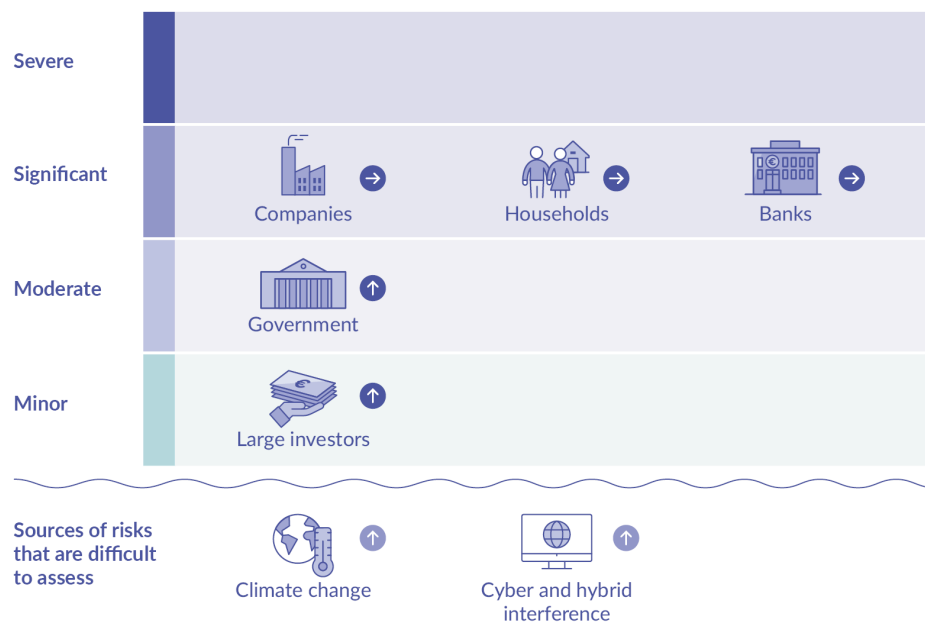 Severe
Significant
Companies
Households
Banks
Moderate
Government
Minor
Large investors
Sources of risks
that are difficult
to assess
Climate change
Cyber and hybrid
interference